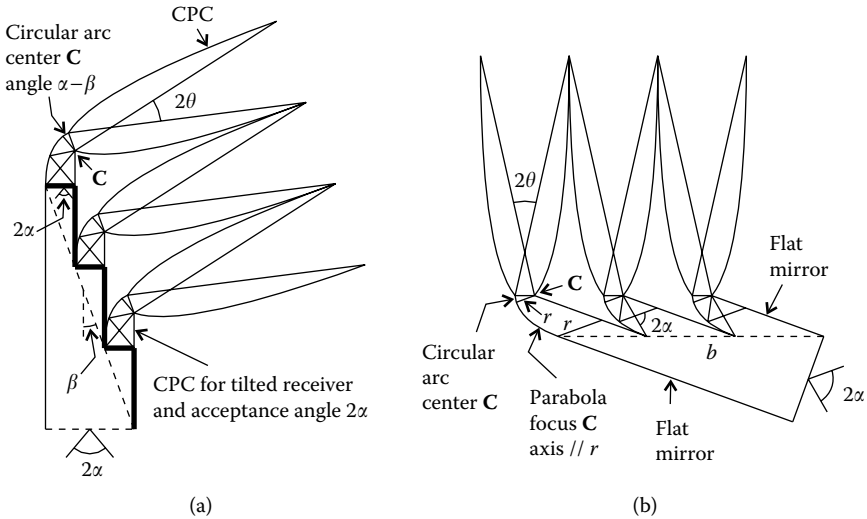 CPC
Circular arc
center C
angle α–β
2θ
C
2α
β
CPC for tilted receiver
and acceptance angle 2α
2α
(a)
2θ
Flat
mirror
C
r
r
2α
b
Circular
arc
center C
Parabola
focus C
axis // r
Flat
mirror
2α
(b)